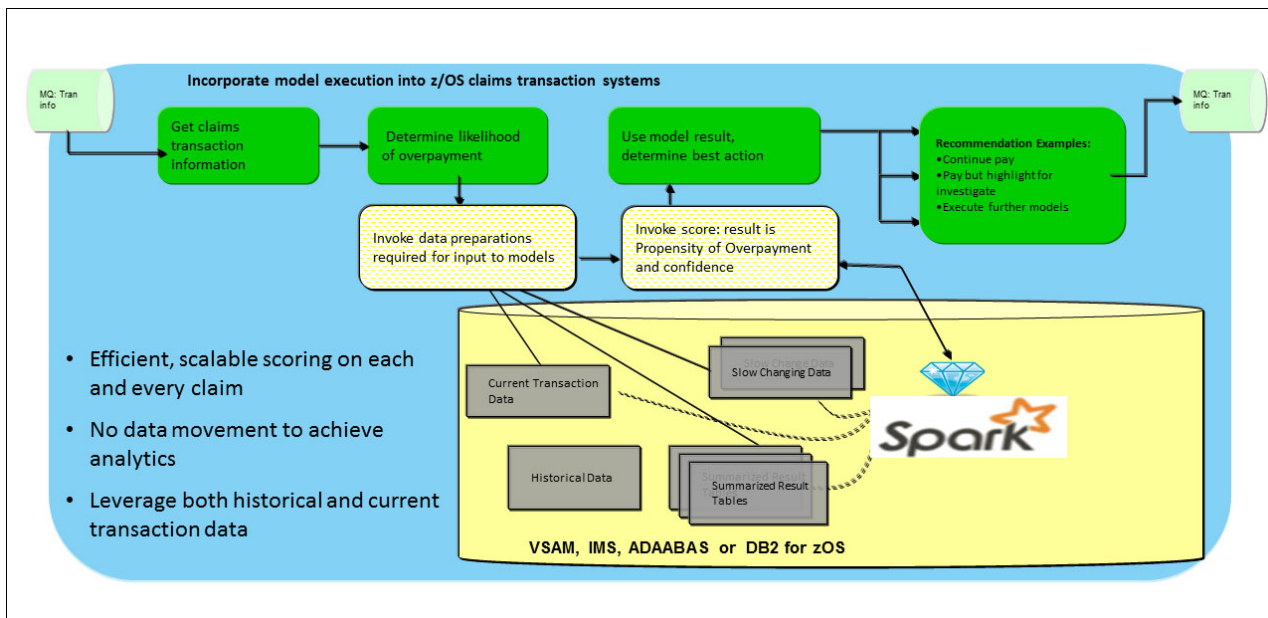 Incorporate model execution into z/OS claims transaction systems
MQ: Tran
info
MQ: Tran
info
Get claims
transaction
information
Determine likelihood
of overpayment
Use model result,
determine best action
Recommendation Examples:
•Continue pay
•Pay but highlight for
investigate
•Execute further models
Invoke data preparations
required for input to models
Invoke score: result is
Propensity of Overpayment
and confidence
• Efficient, scalable scoring on each
and every claim
• No data movement to achieve
analytics
• Leverage both historical and current
transaction data
Slow Change Data
Slow Changing Data
Current Transaction
Data
Spark
Historical Data
Summarized Result
Summarized Result
Tables
VSAM, IMS, ADAABAS or DB2 for zOS